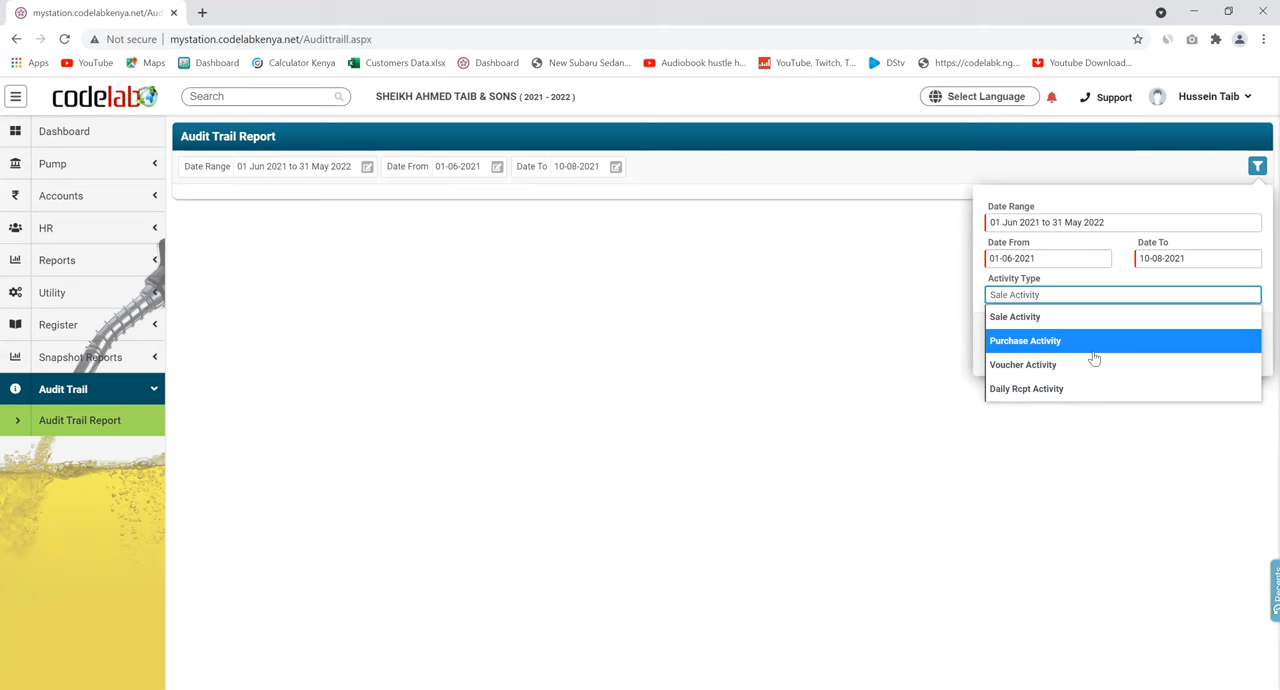 mystation.codelabkenya.net/Aud
Not secure
mystation.codelabkenya.net/Audittraill.aspx
Apps YouTube Maps Dashboard Calculator Kenya Customers Data.xlsx Dashboard New Subaru Sedan... Audiobook hustle h... YouTube, Twitch, T... DStv https://codelabk.ng... Youtube Download...
codelab
Search
SHEIKH AHMED TAIB & SONS ( 2021 - 2022 )
Select Language
Support
Hussein Taib
Dashboard
Pump
Accounts
HR
Reports
Utility
Register
Snapshot Reports
Audit Trail
Audit Trail Report
Audit Trail Report
Date Range 01 Jun 2021 to 31 May 2022 Date From 01-06-2021 Date To 10-08-2021
Date Range
01 Jun 2021 to 31 May 2022
Date From Date To
01-06-2021 10-08-2021
Activity Type
Sale Activity
Sale Activity
Purchase Activity
Voucher Activity
Daily Rcpt Activity
Recents